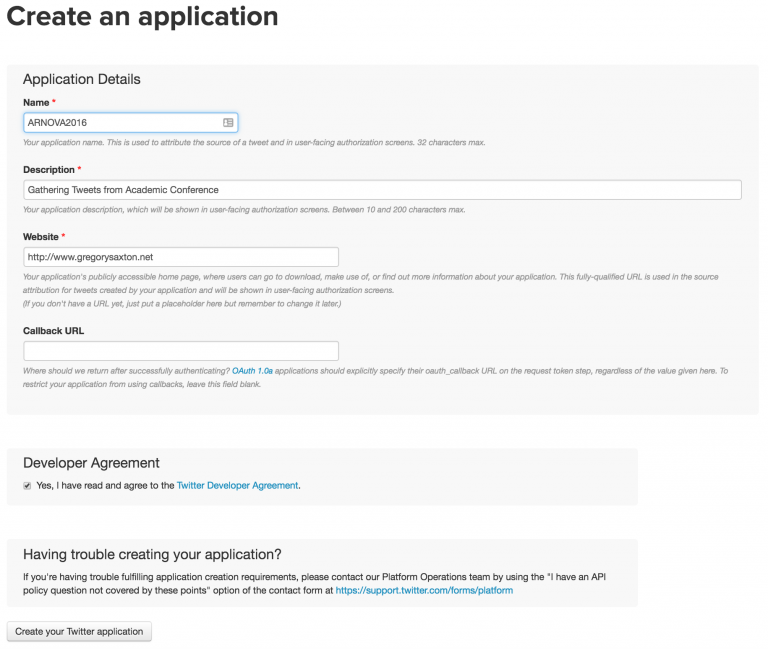 Create an application
Application Details
Name *
ARNOVA2016
Your application name. This is used to attribute the source of a tweet and in user-facing authorization screens. 32 characters max.
Description *
Gathering Tweets from Academic Conference
Your application description, which will be shown in user-facing authorization screens. Between 10 and 200 characters max.
Website *
http://www.gregorysaxton.net
Your application's publicly accessible home page, where users can go to download, make use of, or find out more information about your application. This fully-qualified URL is used in the source
attribution for tweets created by your application and will be shown in user-facing authorization screens.
(If you don't have a URL yet, just put a placeholder here but remember to change it later.)
Callback URL
Where should we return after successfully authenticating? OAuth 1.0a applications should explicitly specify their oauth_callback URL on the request token step, regardless of the value given here. To
restrict your application from using callbacks, leave this field blank.
Developer Agreement
Yes, I have read and agree to the Twitter Developer Agreement.
Having trouble creating your application?
If you're having trouble fulfilling application creation requirements, please contact our Platform Operations team by using the "I have an API
policy question not covered by these points" option of the contact form at https://support.twitter.com/forms/platform
Create your Twitter application